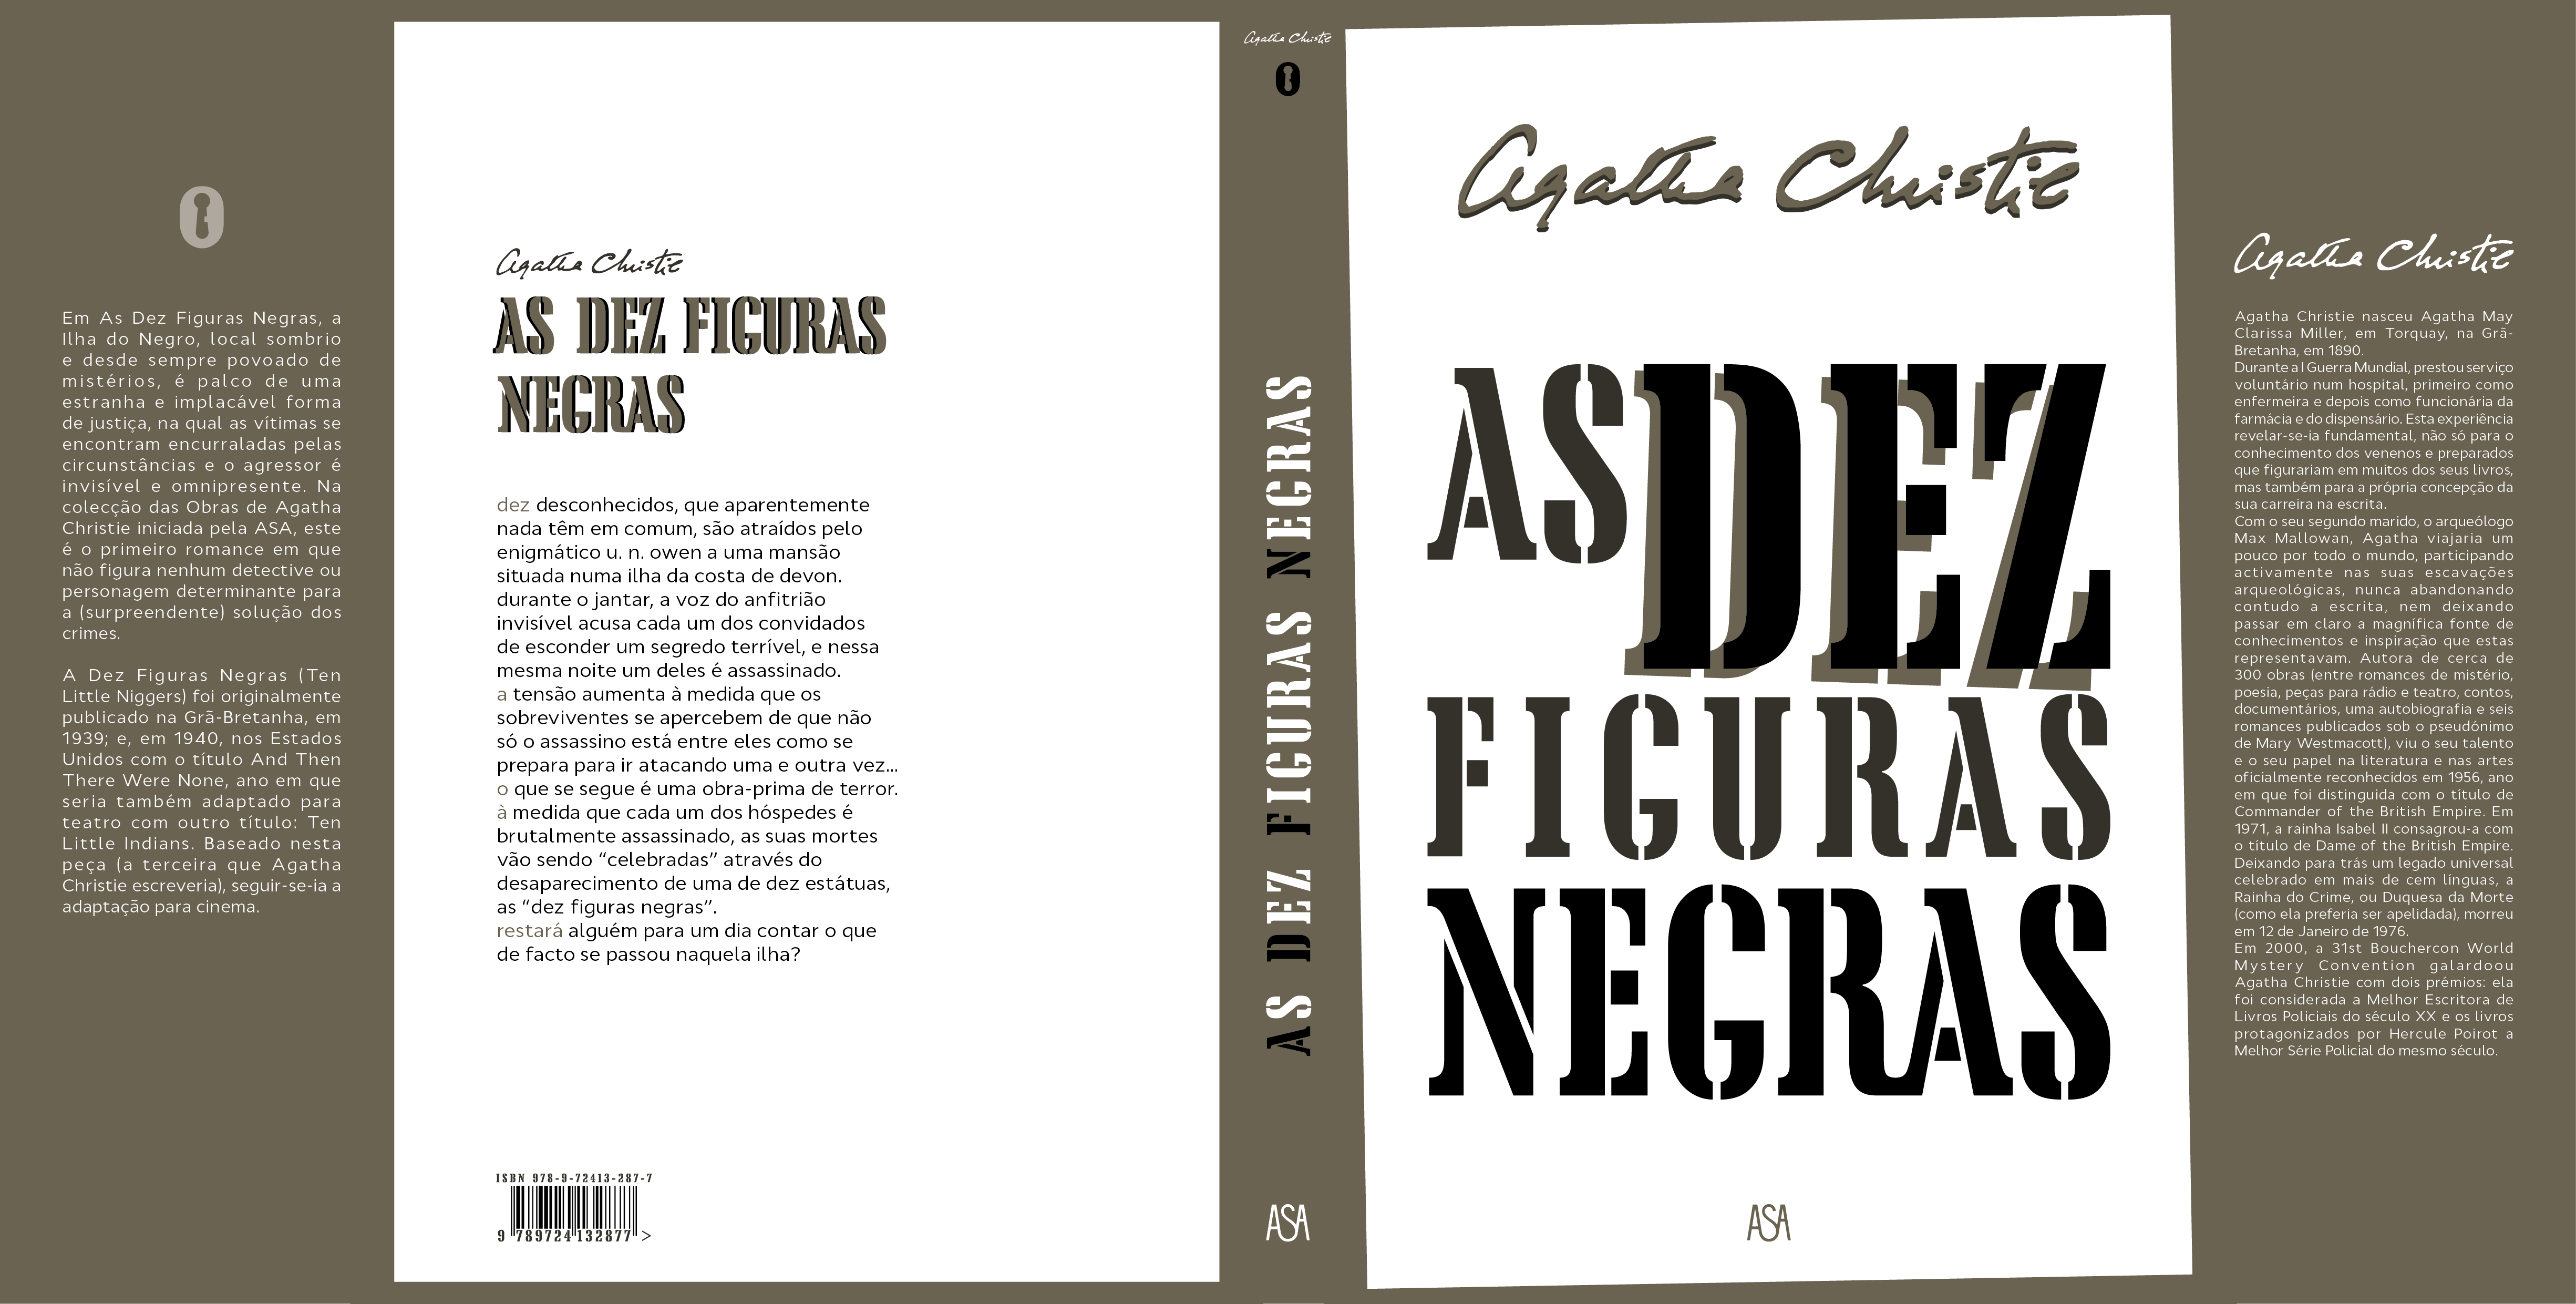 Em As Dez Figuras Negras, a
Ilha do Negro, local sombrio
e desde sempre povoado de
mistérios, é palco de uma
estranha e implacável forma
de justiça, na qual as vítimas se
encontram encurraladas pelas
circunstâncias e o agressor é
invisível e omnipresente. Na
colecção das Obras de Agatha
Christie iniciada pela ASA, este
é o primeiro romance em que
não figura nenhum detective ou
personagem determinante para
a (surpreendente) solução dos
crimes.
A Dez Figuras Negras (Ten
Little Niggers) foi originalmente
publicado na Grã-Bretanha, em
1939; e, em 1940, nos Estados
Unidos com o título And Then
There Were None, ano em que
seria também adaptado para
teatro com outro título: Ten
Little Indians. Baseado nesta
peça (a terceira que Agatha
Christie escreveria), seguir-se-ia a
adaptação para cinema.
Agatha Christie
AS DEZ FIGURAS
NEGRAS
dez desconhecidos, que aparentemente
nada têm em comum, são atraídos pelo
enigmático u. n. owen a uma mansão
situada numa ilha da costa de devon.
durante o jantar, a voz do anfitrião
invisível acusa cada um dos convidados
de esconder um segredo terrível, e nessa
mesma noite um deles é assassinado.
a tensão aumenta à medida que os
sobreviventes se apercebem de que não
só o assassino está entre eles como se
prepara para ir atacando uma e outra vez...
o que se segue é uma obra-prima de terror.
à medida que cada um dos hóspedes é
brutalmente assassinado, as suas mortes
vão sendo “celebradas” através do
desaparecimento de uma de dez estátuas,
as “dez figuras negras”.
restará alguém para um dia contar o que
de facto se passou naquela ilha?
ISBN 978-9-72413-287-7
9 789724 132877 >
Agatha Christie
AS DEZ FIGURAS NEGRAS
ASA
Agatha Christie
AS DEZ
FIGURAS
NEGRAS
ASA
Agatha Christie
Agatha Christie nasceu Agatha May
Clarissa Miller, em Torquay, na Grã-
Bretanha, em 1890.
Durante a I Guerra Mundial, prestou serviço
voluntário num hospital, primeiro como
enfermeira e depois como funcionária da
farmácia e do dispensário. Esta experiência
revelar-se-ia fundamental, não só para o
conhecimento dos venenos e preparados
que figurariam em muitos dos seus livros,
mas também para a própria concepção da
sua carreira na escrita.
Com o seu segundo marido, o arqueólogo
Max Mallowan, Agatha viajaria um
pouco por todo o mundo, participando
activamente nas suas escavações
arqueológicas, nunca abandonando
contudo a escrita, nem deixando
passar em claro a magnífica fonte de
conhecimentos e inspiração que estas
representavam. Autora de cerca de
300 obras (entre romances de mistério,
poesia, peças para rádio e teatro, contos,
documentários, uma autobiografia e seis
romances publicados sob o pseudónimo
de Mary Westmacott), viu o seu talento
e o seu papel na literatura e nas artes
oficialmente reconhecidos em 1956, ano
em que foi distinguida com o título de
Commander of the British Empire. Em
1971, a rainha Isabel II consagrou-a com
o título de Dame of the British Empire.
Deixando para trás um legado universal
celebrado em mais de cem línguas, a
Rainha do Crime, ou Duquesa da Morte
(como ela preferia ser apelidada), morreu
em 12 de Janeiro de 1976.
Em 2000, a 31st Bouchercon World
Mystery Convention galardoou
Agatha Christie com dois prémios: ela
foi considerada a Melhor Escritora de
Livros Policiais do século XX e os livros
protagonizados por Hercule Poirot a
Melhor Série Policial do mesmo século.